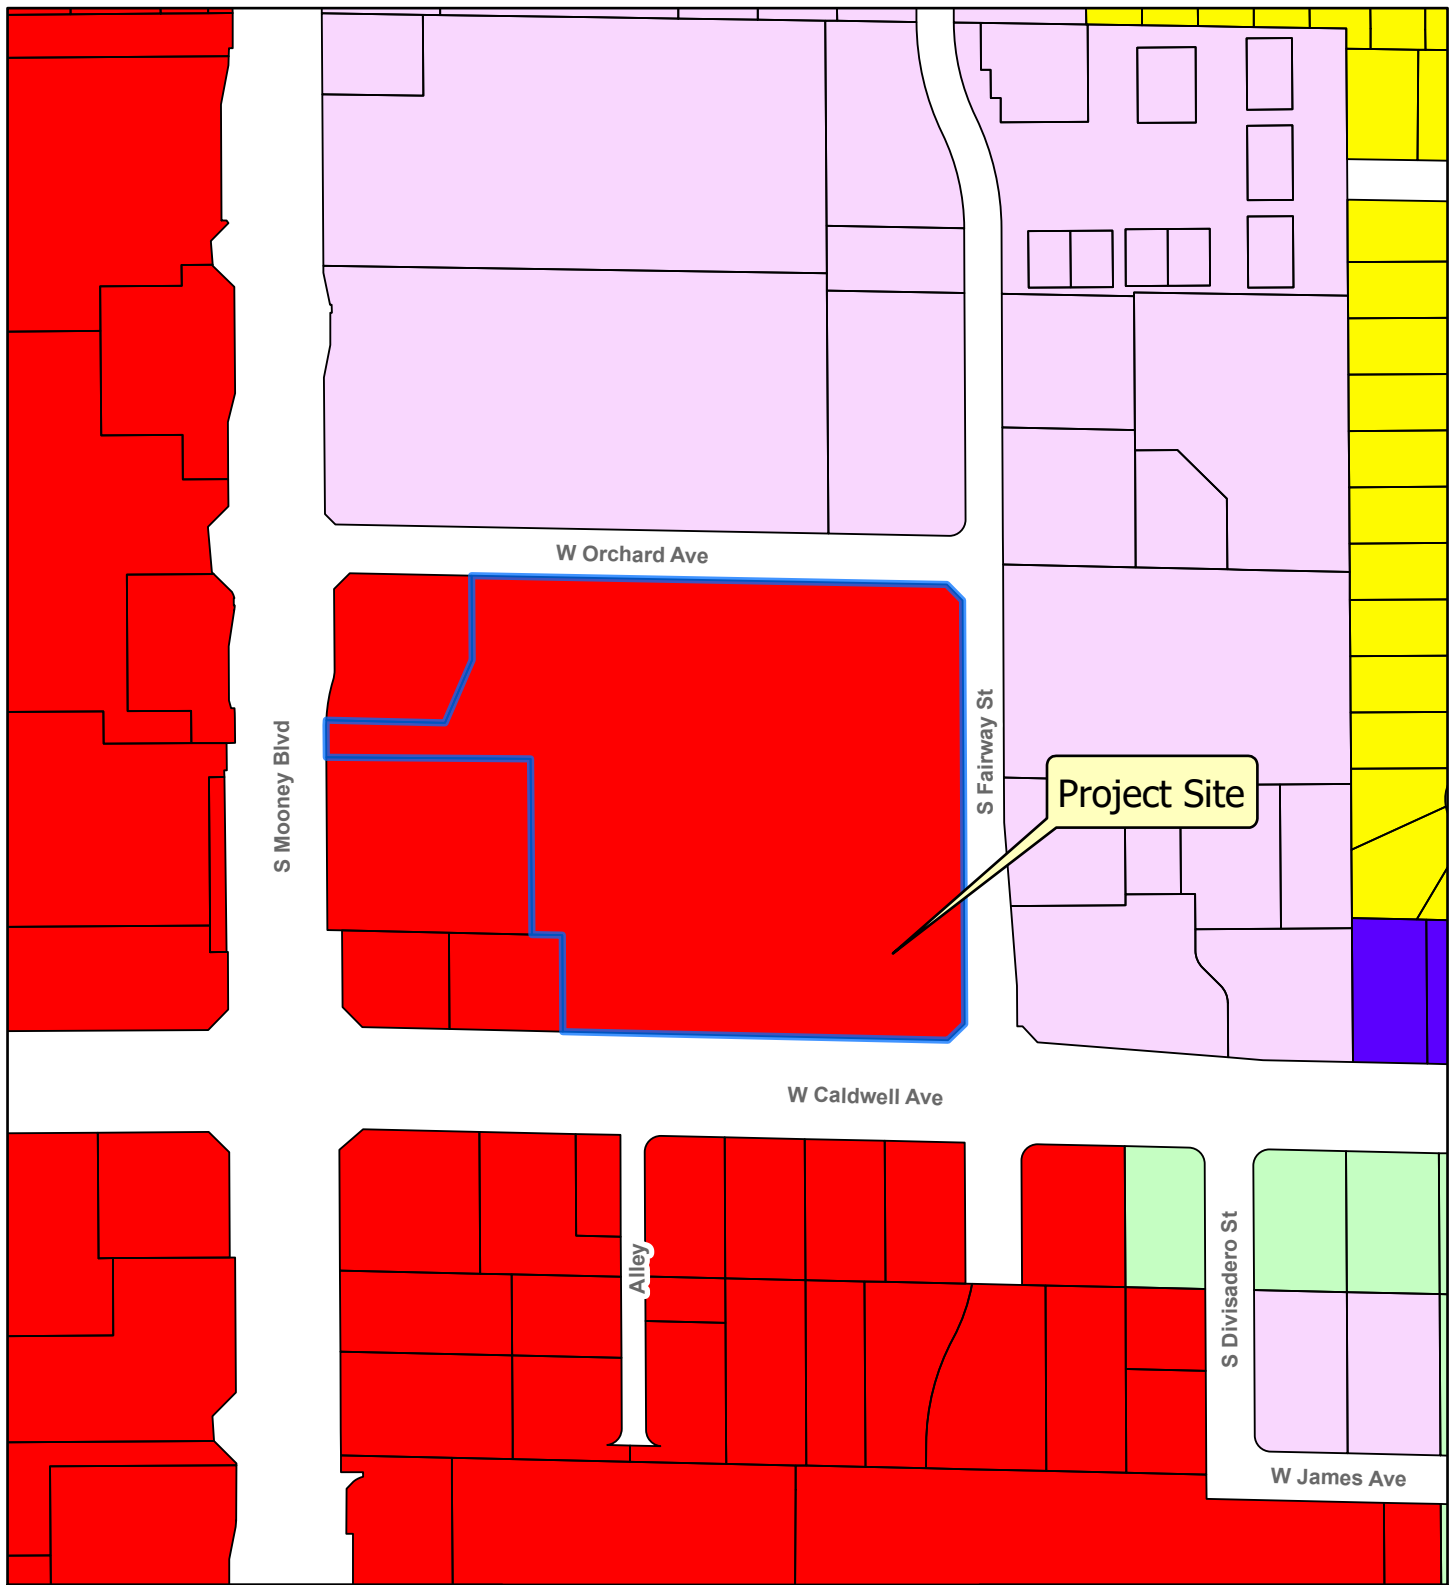 W Orchard Ave
S Mooney Blvd
S Fairway St
Project Site
W Caldwell Ave
Alley
S Divisadero St
W James Ave